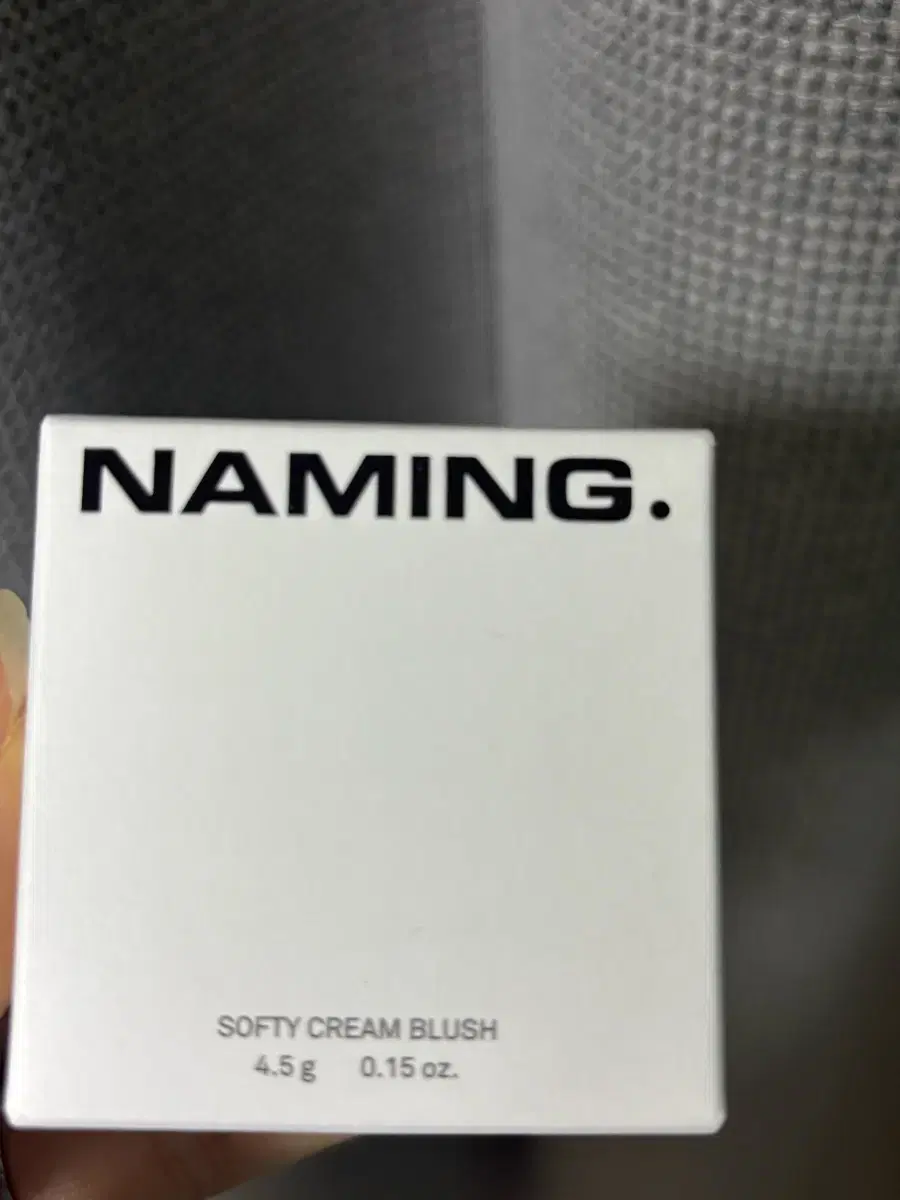 NAMING.
SOFTY CREAM BLUSH
4.5 g 0.15 oz.